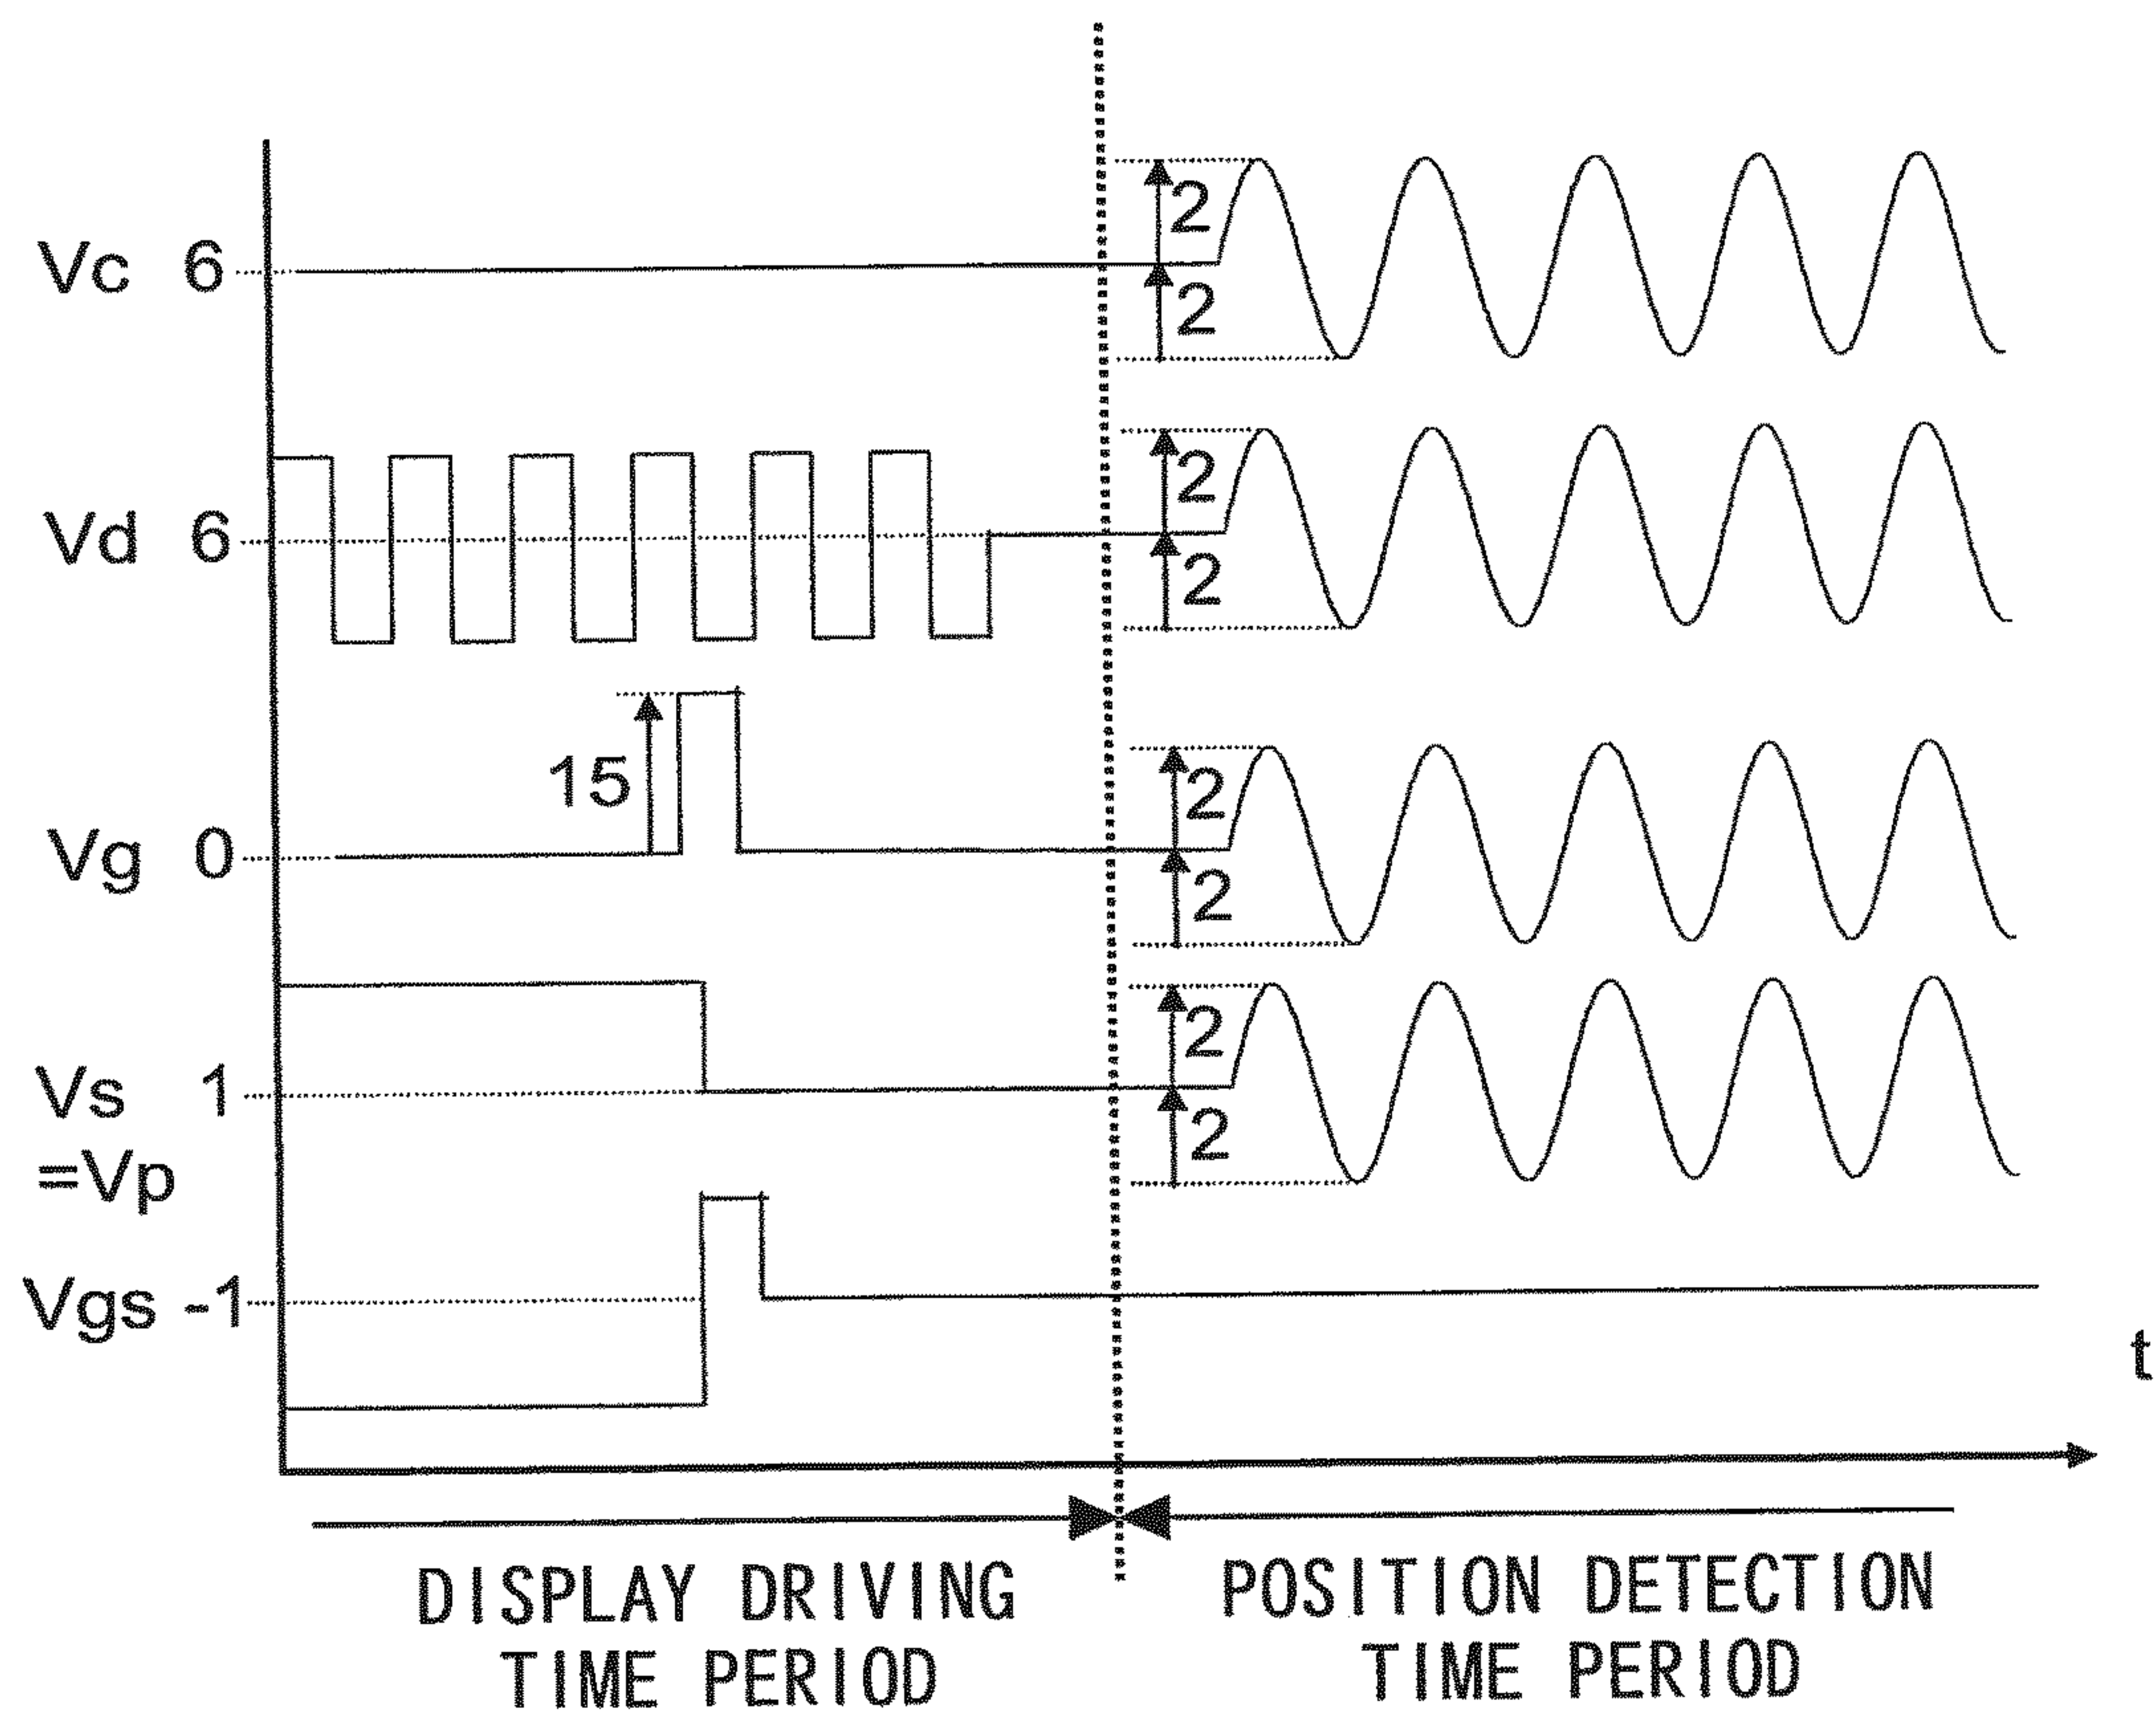 Vc 6
2
2
Vd 6
2
2
15
Vg 0
2
2
Vs 1
=Vp
2
2
Vgs -1
t
DISPLAY DRIVING
TIME PERIOD
POSITION DETECTION
TIME PERIOD